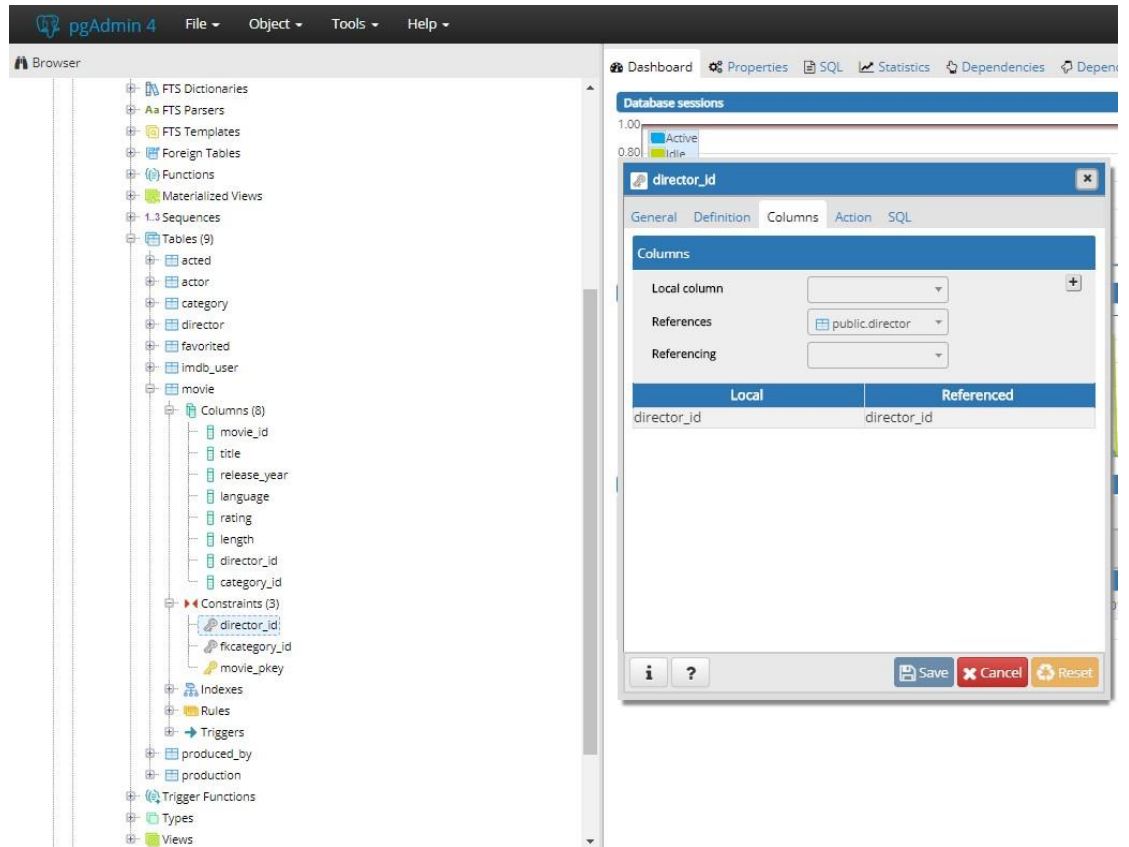 pgAdmin 4 File Object Tools Help
Browser
FTS Dictionaries
Aa FTS Parsers
FTS Templates
Foreign Tables
Functions
Materialized Views
1..3 Sequences
Tables (9)
acted
actor
category
director
favorited
imdb_user
movie
Columns (8)
movie_id
title
release_year
language
rating
length
director_id
category_id
Constraints (3)
director_id
fkcategory_id
movie_pkey
Indexes
Rules
Triggers
produced_by
production
Trigger Functions
Types
Views
Dashboard Properties SQL Statistics Dependencies Depen
Database sessions
1.00
Active
0.80
Idle
director_id
General Definition Columns Action SQL
Columns
Local column
References public.director
Referencing
Local Referenced
director_id director_id
i ? Save Cancel Reset